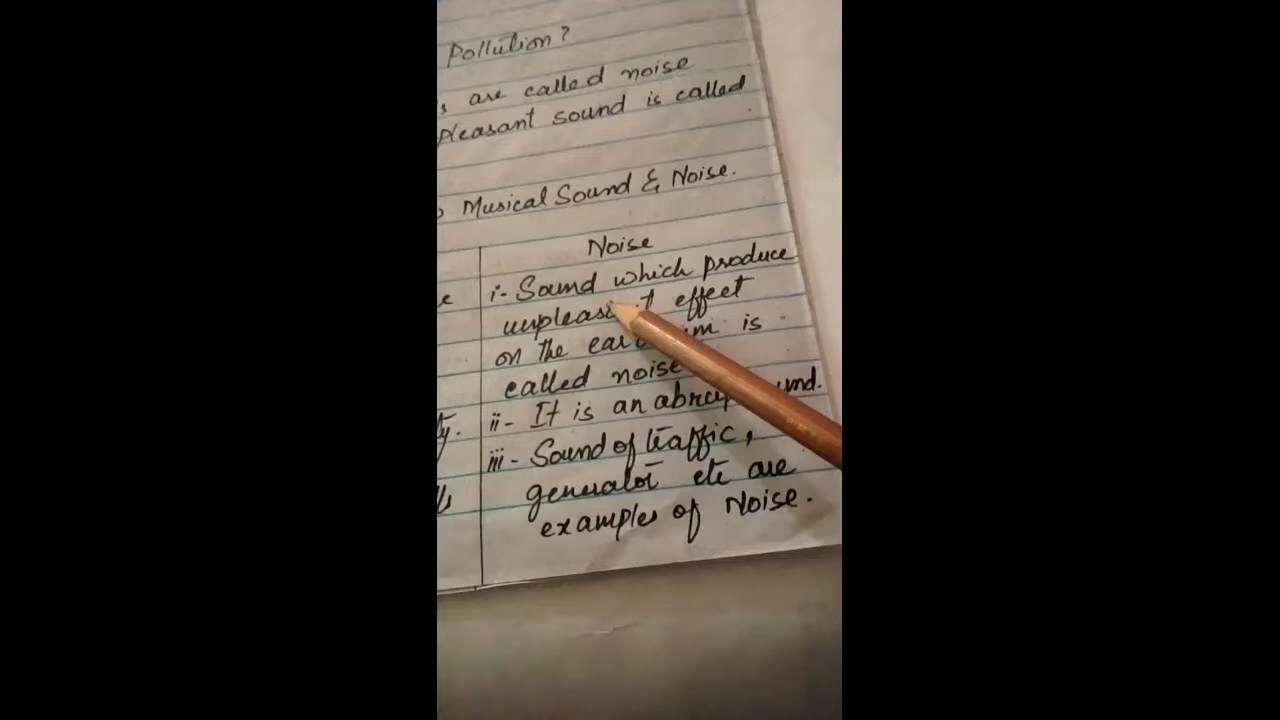 Pollution?
s are called noise
pleasant sound is called
Musical Sound & Noise.
Noise
e
i- Sound which produce
effect
on the is
called noise
ty.
ii- It is an
iii- Sound of traffic,
generator etc are
examples of Noise.